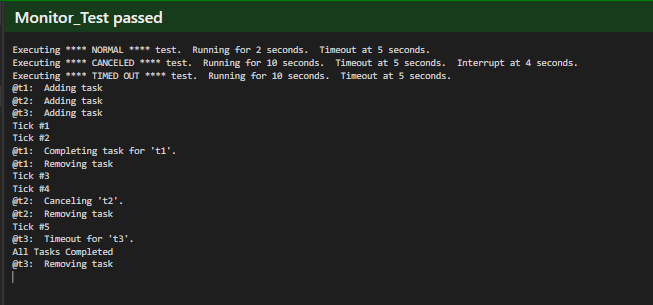 Monitor_Test passed
Executing **** NORMAL **** test.  Running for 2 seconds.  Timeout at 5 seconds.
Executing **** CANCELED **** test.  Running for 10 seconds.  Timeout at 5 seconds.  Interrupt at 4 seconds.
Executing **** TIMED OUT **** test.  Running for 10 seconds.  Timeout at 5 seconds.
@t1:  Adding task
@t2:  Adding task
@t3:  Adding task
Tick #1
Tick #2
@t1:  Completing task for 't1'.
@t1:  Removing task
Tick #3
Tick #4
@t2:  Canceling 't2'.
@t2:  Removing task
Tick #5
@t3:  Timeout for 't3'.
All Tasks Completed
@t3:  Removing task